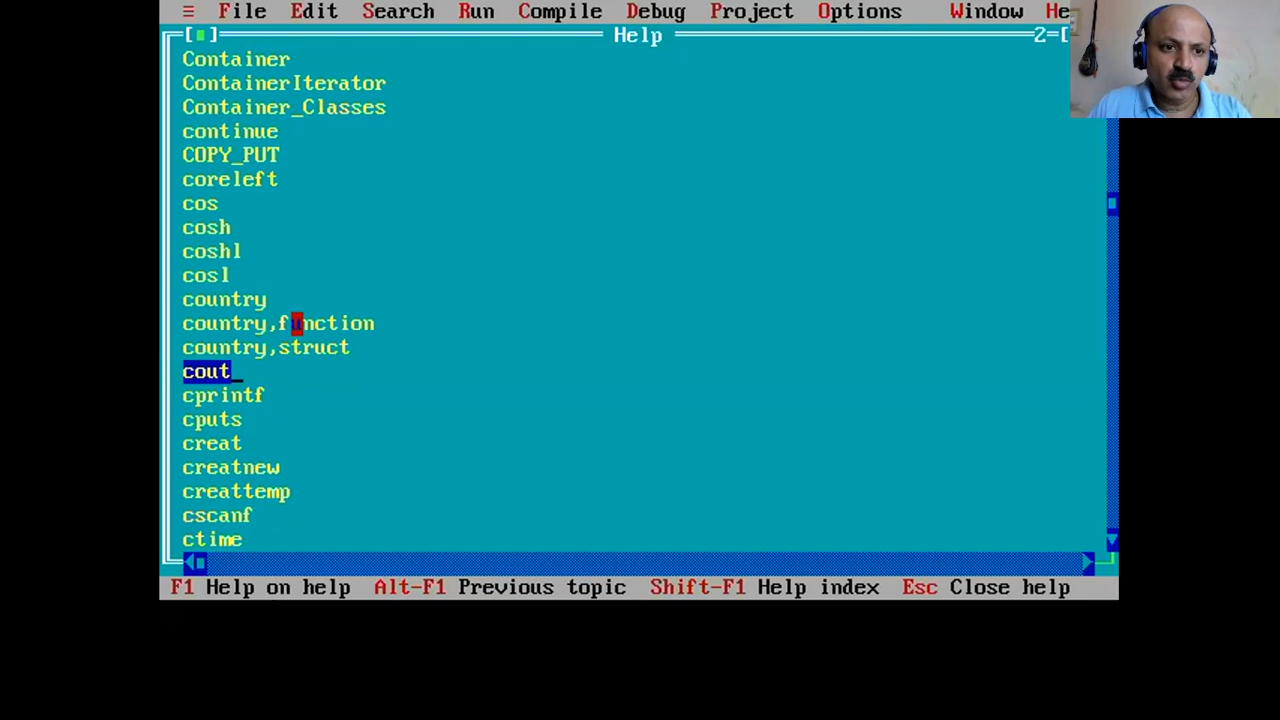 ≡ File Edit Search Run Compile Debug Project Options Window He
[■] Help 2=[
Container
ContainerIterator
Container_Classes
continue
COPY_PUT
coreleft
cos
cosh
coshl
cosl
country
country,function
country,struct
cout
cprintf
cputs
creat
creatnew
creattemp
cscanf
ctime
F1 Help on help Alt-F1 Previous topic Shift-F1 Help index Esc Close help